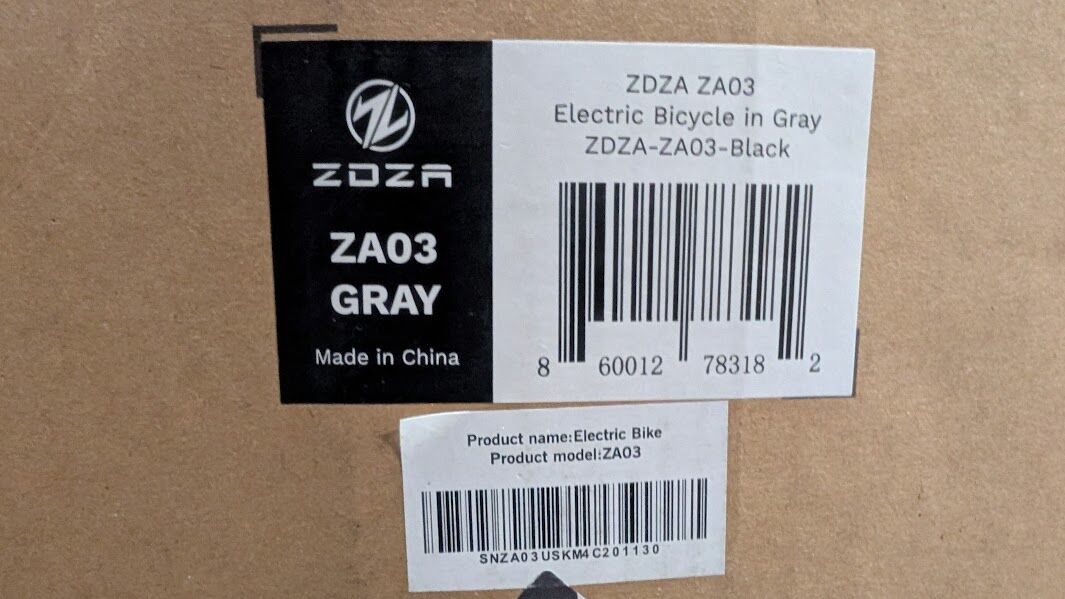 ZDZA
ZA03
GRAY
Made in China
ZDZA ZA03
Electric Bicycle in Gray
ZDZA-ZA03-Black
8 60012 78318 2
Product name:Electric Bike
Product model:ZA03
SNZA03USKM4C201130